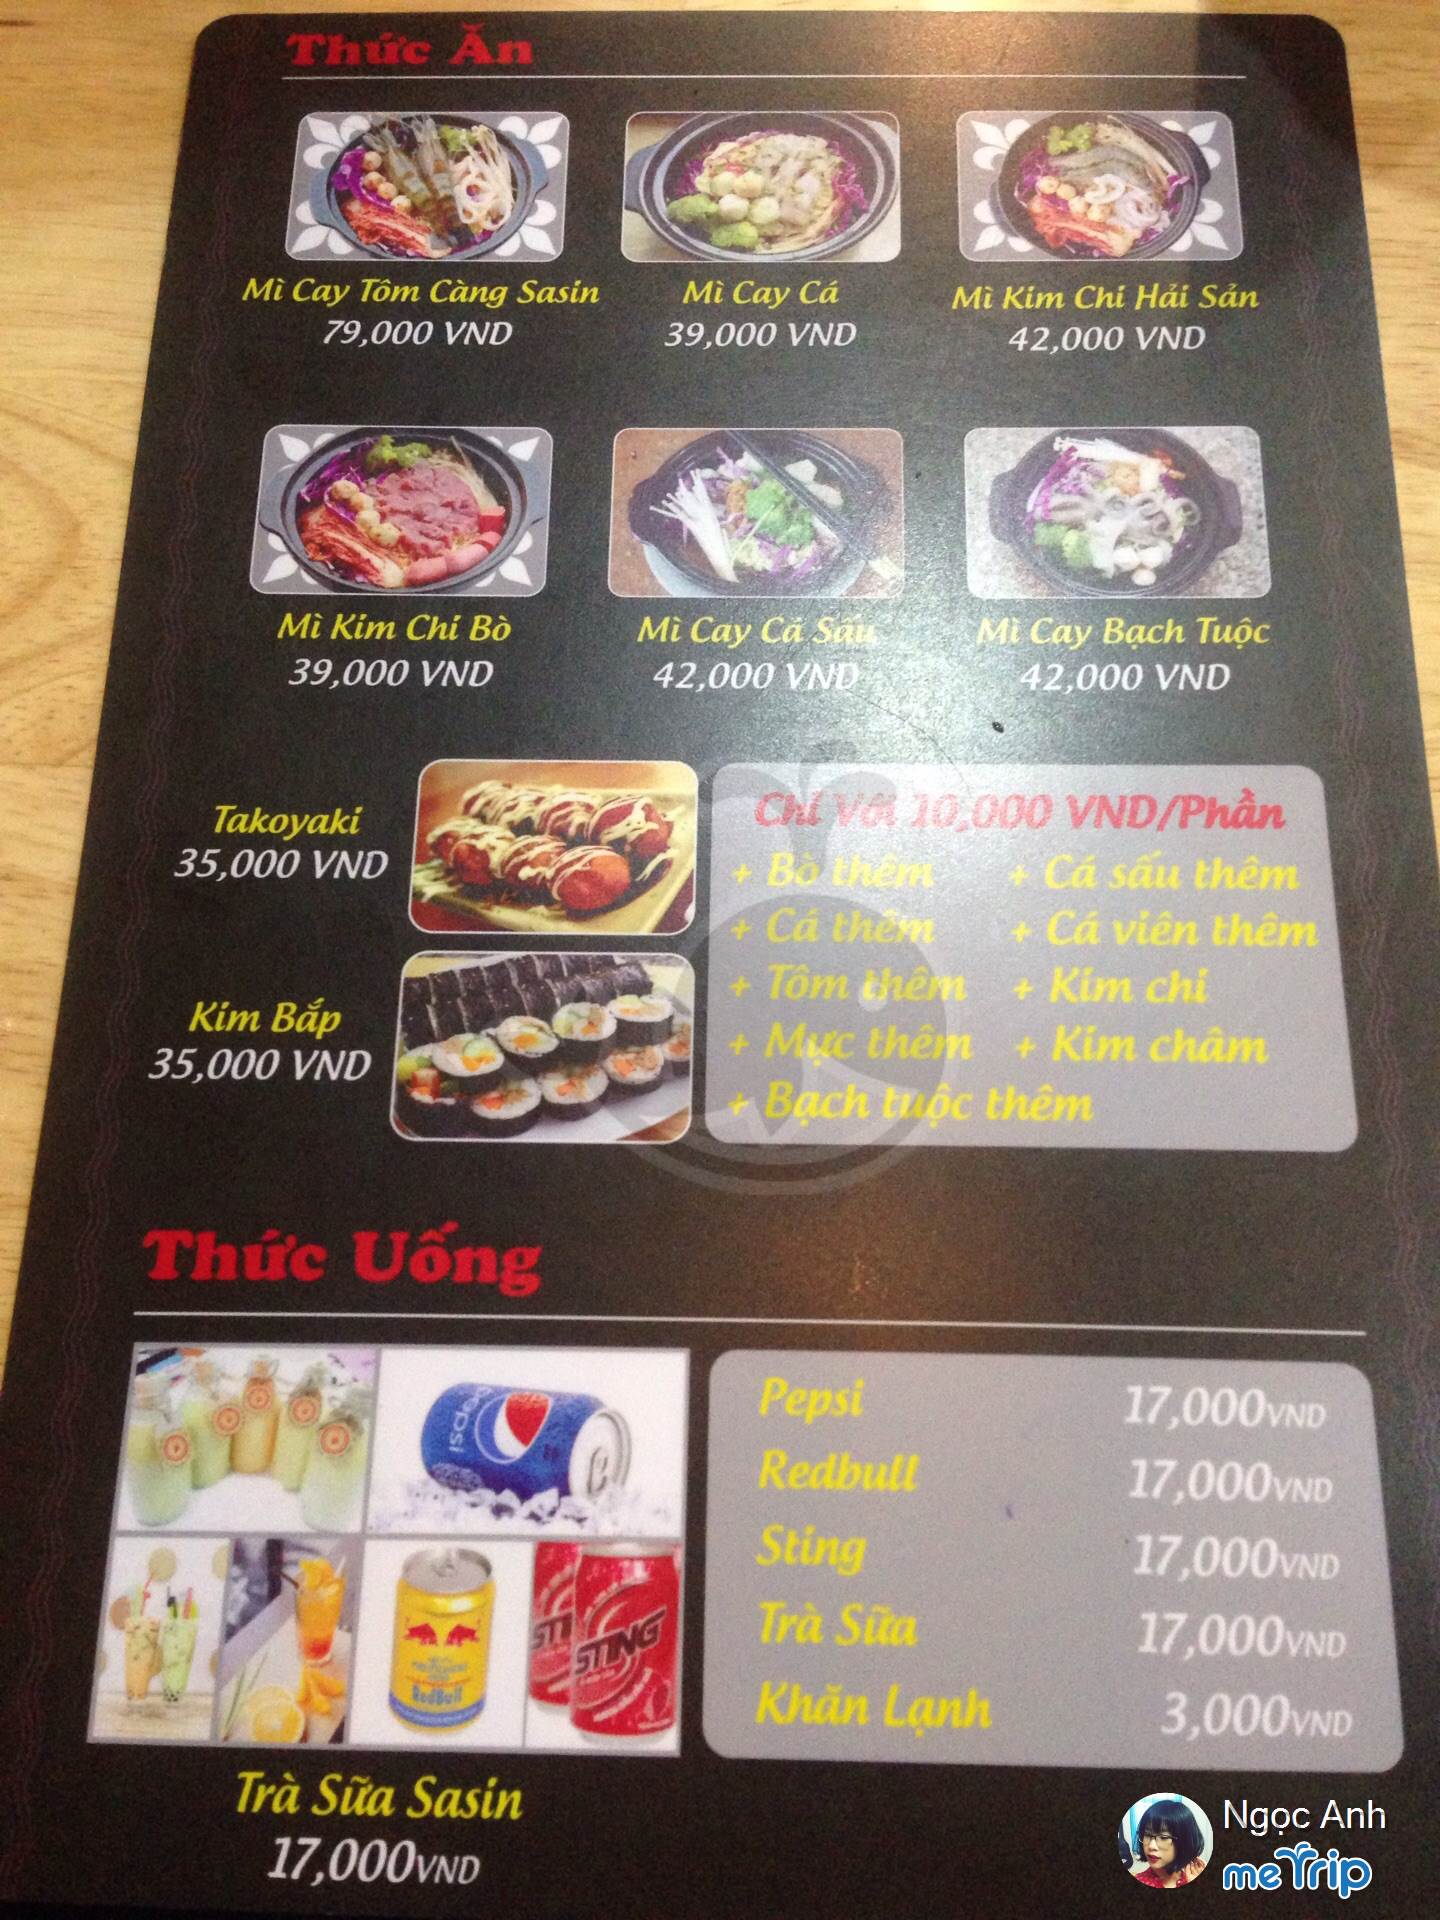 Thức Ăn
Mì Cay Tôm Càng Sasin
79,000 VND
Mì Cay Cá
39,000 VND
Mì Kim Chi Hải Sản
42,000 VND
Mì Kim Chi Bò
39,000 VND
Mì Cay Cá Sấu
42,000 VND
Mì Cay Bạch Tuộc
42,000 VND
Takoyaki
35,000 VND
Kim Bắp
35,000 VND
Chỉ Với 10,000 VND/Phần
+ Bò thêm
+ Cá thêm
+ Tôm thêm
+ Mực thêm
+ Bạch tuộc thêm
+ Cá sấu thêm
+ Cá viên thêm
+ Kim chi
+ Kim châm
Thức Uống
pepsi
RedBull
STING
STING
Pepsi 17,000VND
Redbull 17,000VND
Sting 17,000VND
Trà Sữa 17,000VND
Khăn Lạnh 3,000VND
Trà Sữa Sasin
17,000VND
Ngọc Anh
meTrip